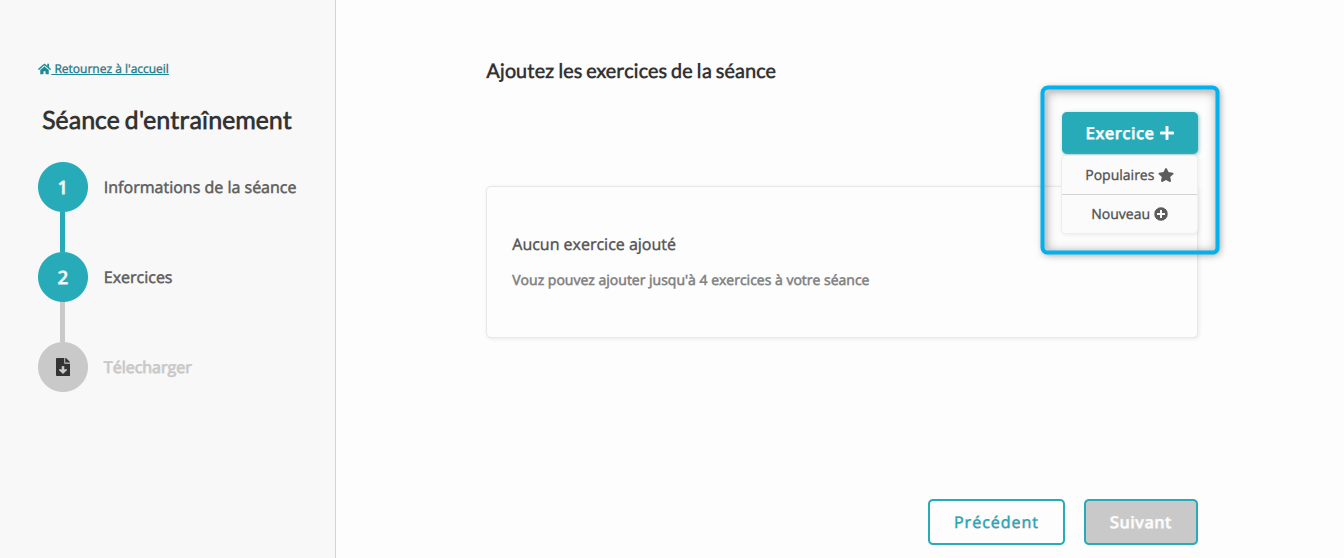 Retournez à l'accueil
Séance d'entraînement
1 Informations de la séance
2 Exercices
Télecharger
Ajoutez les exercices de la séance
Exercice
Populaires
Nouveau
Aucun exercice ajouté
Vouz pouvez ajouter jusqu'à 4 exercices à votre séance
Précédent
Suivant